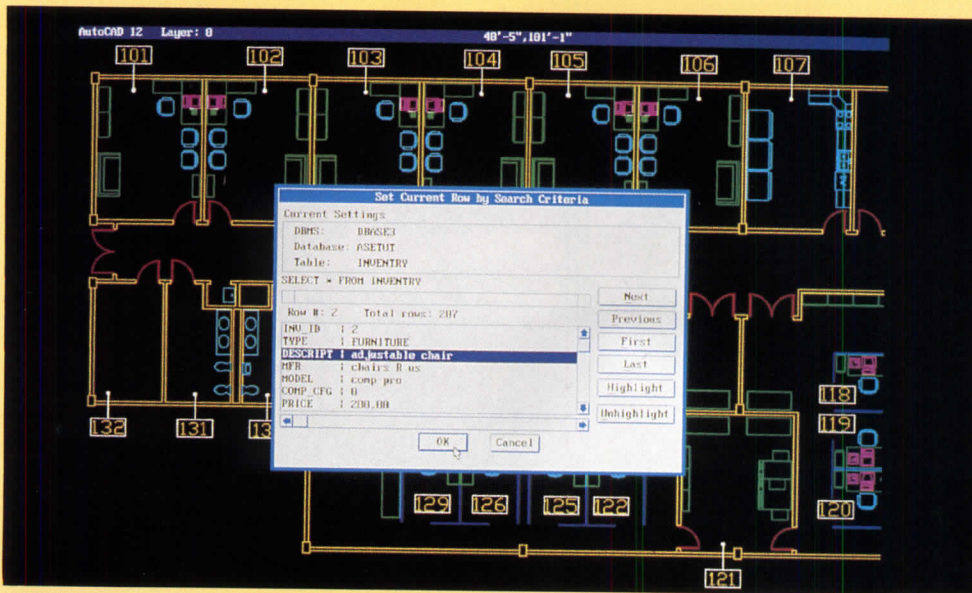 AutoCAD 12 Layer: 0 40'-5",101'-1"
101 102 103 104 105 106 107
Set Current Row by Search Criteria
Current Settings
DBMS: DBASE3
Database: ASETUT
Table: INVENTRY
SELECT * FROM INVENTRY
Next
Row #: 2 Total rows: 207
Previous
INV_ID : 2
TYPE : FURNITURE
First
DESCRIPT : adjustable chair
MFR : chairs R us
Last
MODEL : comp pro
COMP_CFG : 0
Highlight
PRICE : 200.00
Unhighlight
OK Cancel
118
119
132 131
129 126 125 122
120
121